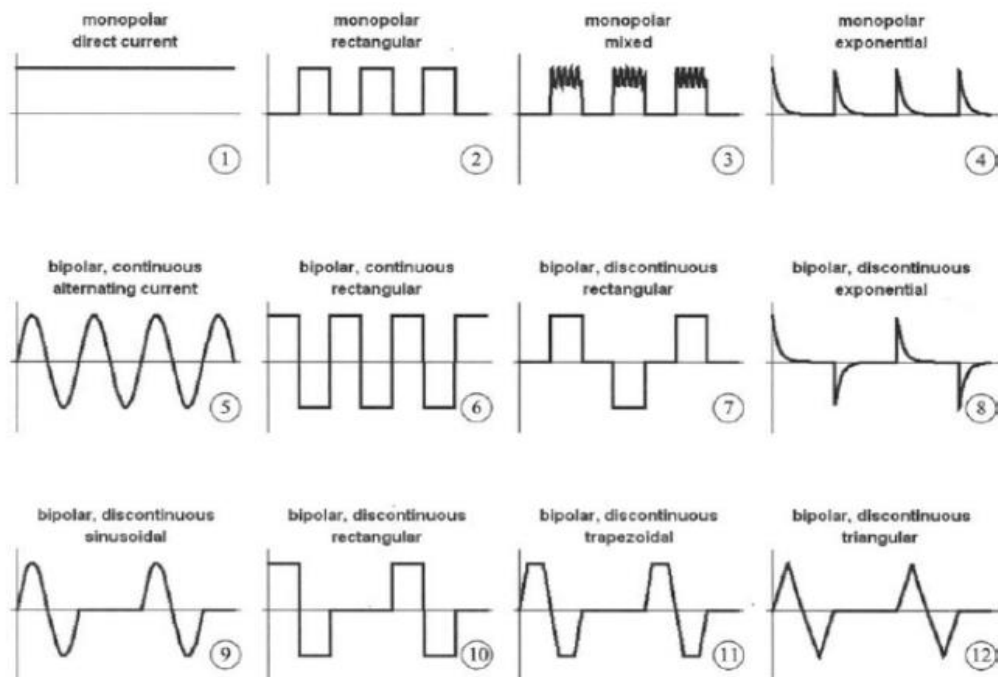 monopolar
direct current
monopolar
rectangular
monopolar
mixed
monopolar
exponential
1
2
3
4
bipolar, continuous
alternating current
bipolar, continuous
rectangular
bipolar, discontinuous
rectangular
bipolar, discontinuous
exponential
5
6
7
8
bipolar, discontinuous
sinusoidal
bipolar, discontinuous
rectangular
bipolar, discontinuous
trapezoidal
bipolar, discontinuous
triangular
9
10
11
12